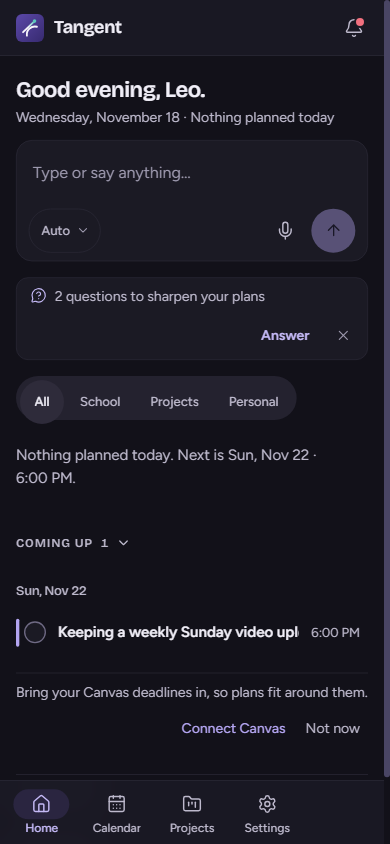 Tangent
Good evening, Leo.
Wednesday, November 18 · Nothing planned today
Type or say anything...
Auto
2 questions to sharpen your plans
Answer
All School Projects Personal
Nothing planned today. Next is Sun, Nov 22 ·
6:00 PM.
COMING UP 1
Sun, Nov 22
Keeping a weekly Sunday video upl 6:00 PM
Bring your Canvas deadlines in, so plans fit around them.
Connect Canvas Not now
Home Calendar Projects Settings